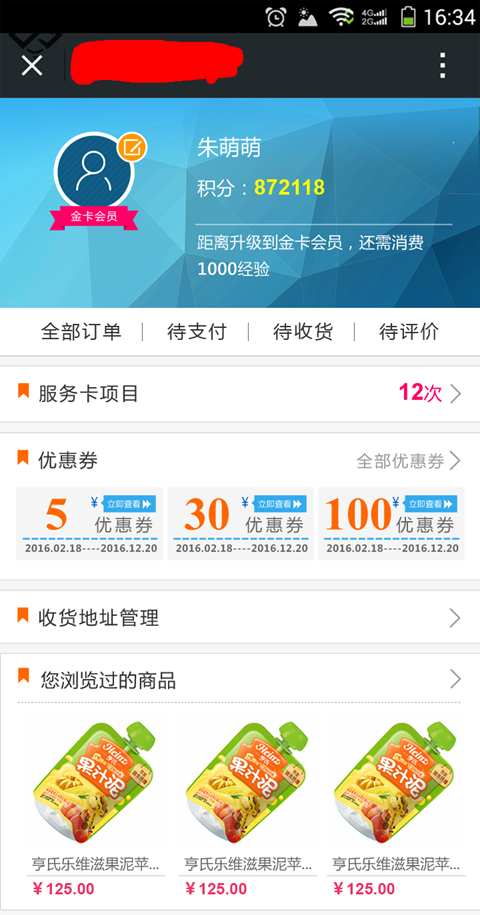 4G 2G 16:34
朱萌萌
积分：872118
金卡会员
距离升级到金卡会员，还需消费
1000经验
全部订单 待支付 待收货 待评价
服务卡项目 12次
优惠券 全部优惠券
5 ¥ 立即查看 优惠券 30 ¥ 立即查看 优惠券 100 ¥ 立即查看 优惠券
2016.02.18----2016.12.20 2016.02.18----2016.12.20 2016.02.18----2016.12.20
收货地址管理
您浏览过的商品
Heinz Heinz Heinz
亨氏 亨氏 亨氏
果汁泥 果汁泥 果汁泥
亨氏乐维滋果泥苹... 亨氏乐维滋果泥苹... 亨氏乐维滋果泥苹...
¥125.00 ¥125.00 ¥125.00